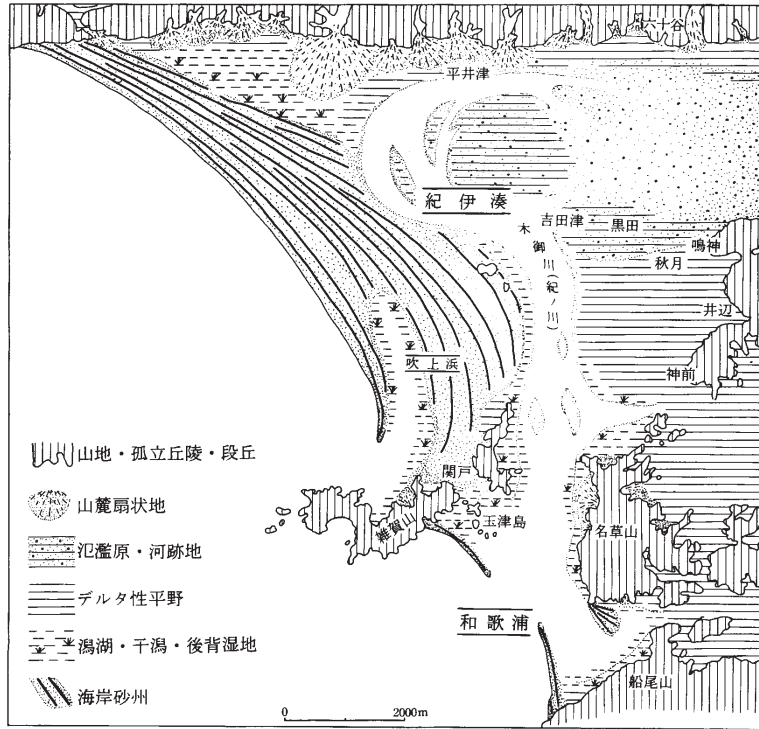 六十谷
平井津
紀伊湊
吉田津
黒田
鳴神
秋月
木御川(紀ノ川)
井辺
神前
吹上浜
関戸
雑賀山
玉津島
名草山
和歌浦
船尾山
山地・孤立丘陵・段丘
山麓扇状地
氾濫原・河跡地
デルタ性平野
潟湖・干潟・後背湿地
海岸砂州
0 2000m